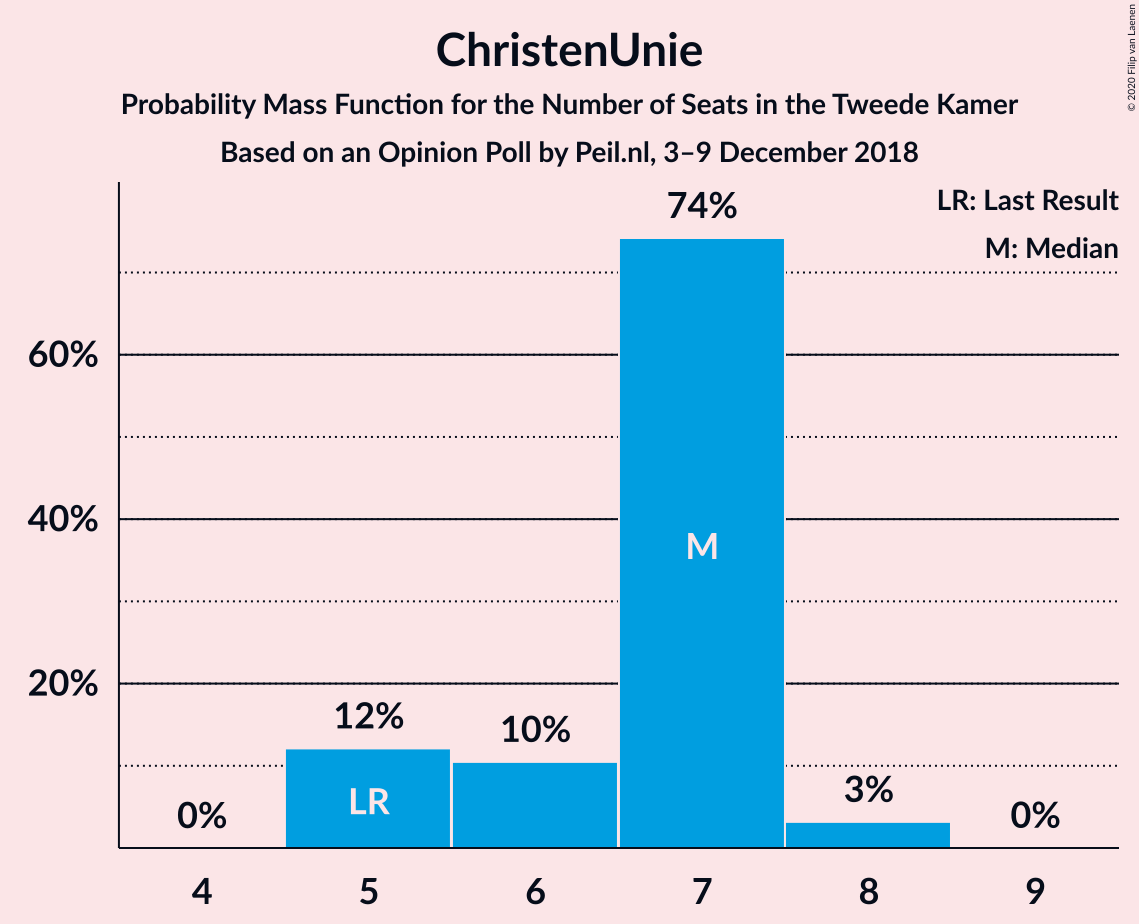 ChristenUnie
Probability Mass Function for the Number of Seats in the Tweede Kamer
Based on an Opinion Poll by Peil.nl, 3–9 December 2018
© 2020 Filip van Laenen
LR: Last Result
M: Median
74%
60%
40%
20%
M
12%
10%
LR
3%
0%
0%
4 5 6 7 8 9